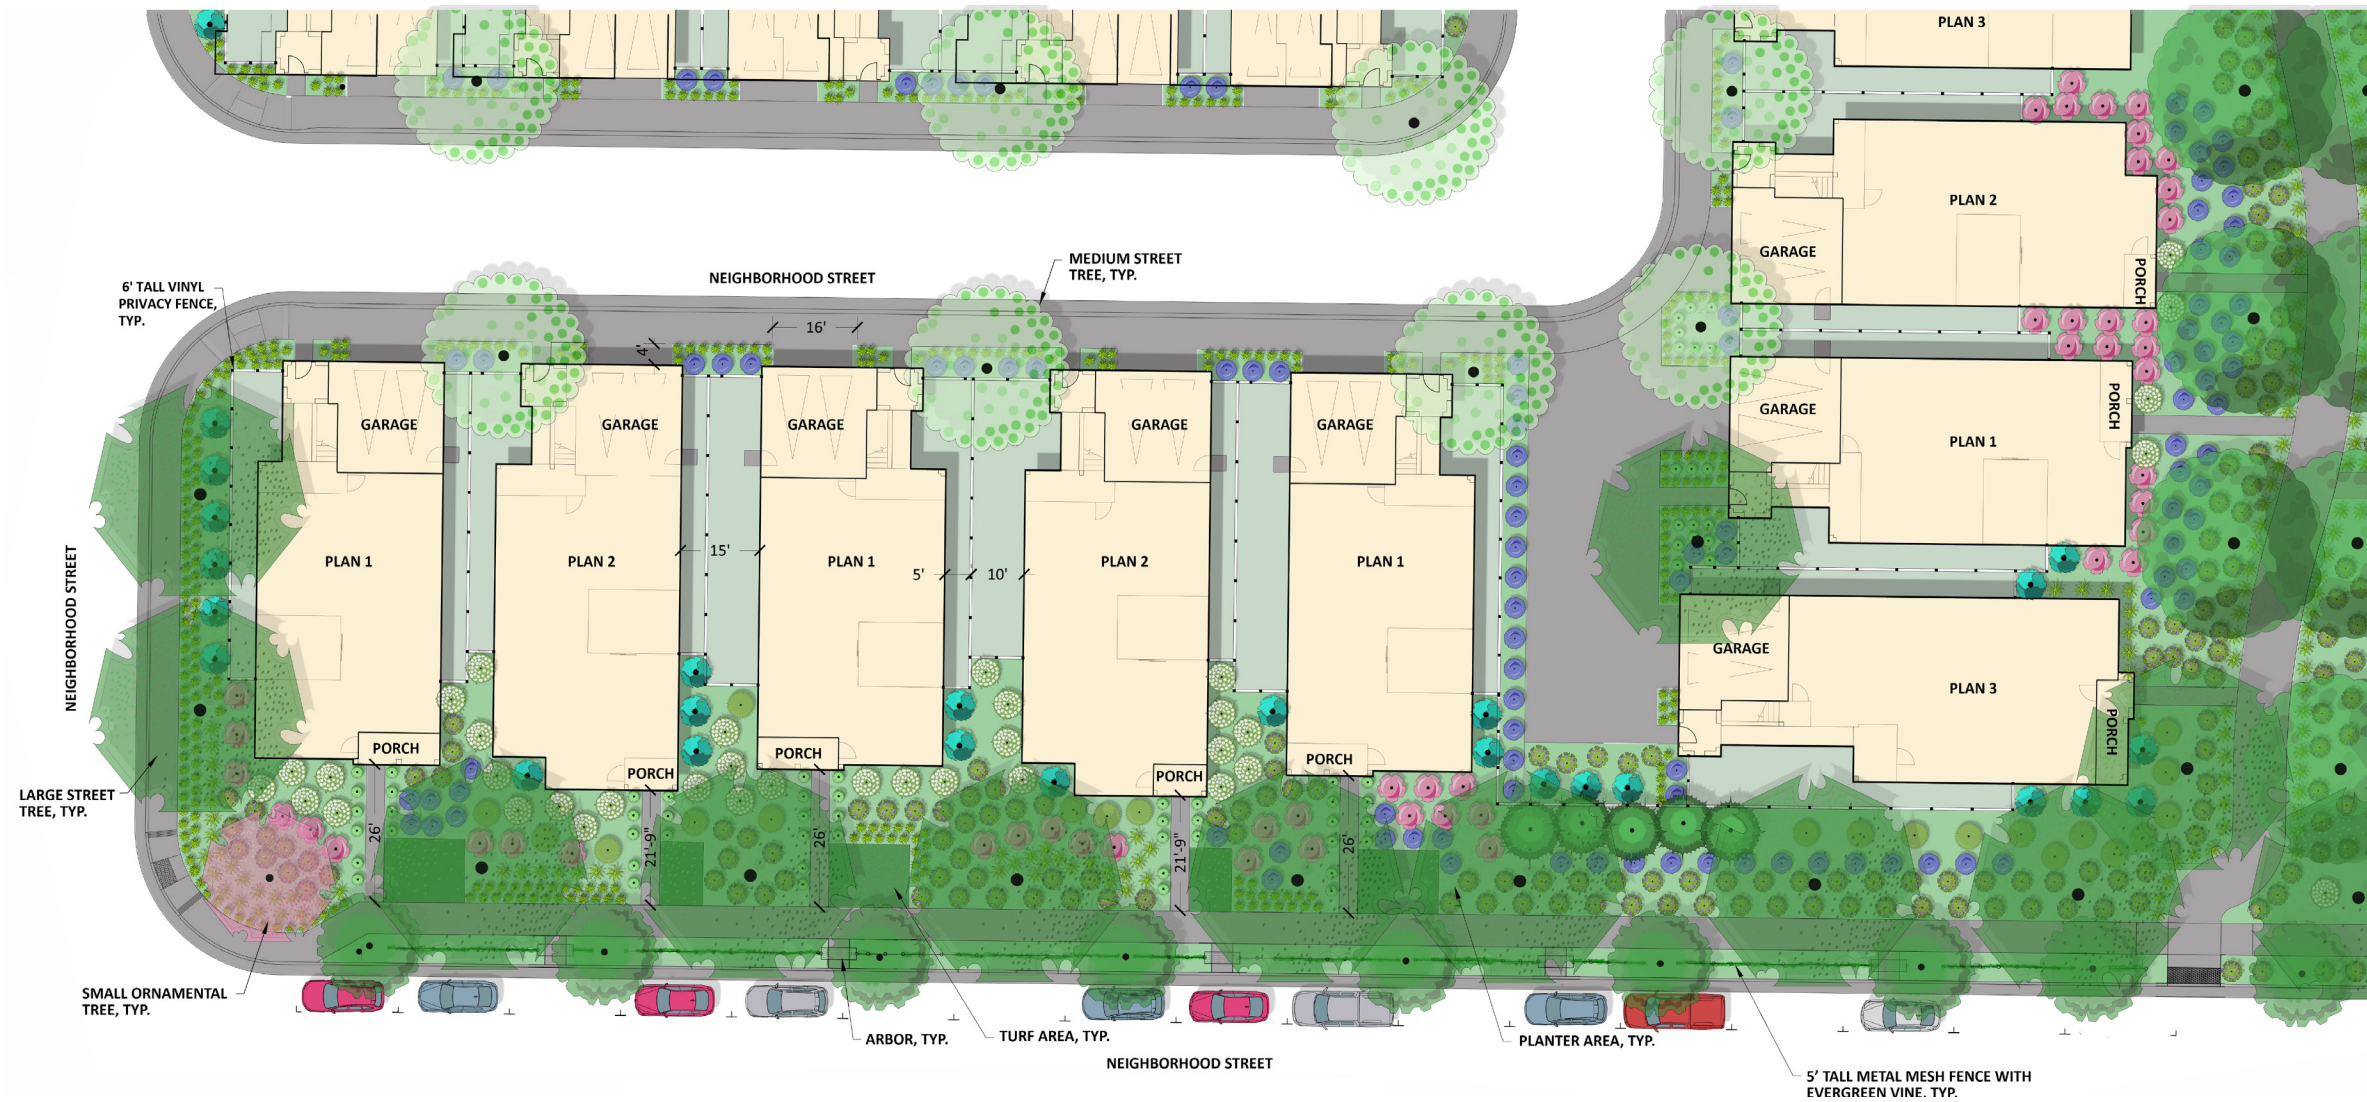 PLAN 3
PLAN 2
GARAGE
PORCH
MEDIUM STREET
TREE, TYP.
NEIGHBORHOOD STREET
6' TALL VINYL
PRIVACY FENCE,
TYP.
16'
4'
GARAGE
GARAGE
GARAGE
GARAGE
GARAGE
GARAGE
PORCH
PLAN 1
NEIGHBORHOOD STREET
PLAN 1
PLAN 2
15'
PLAN 1
5'
10'
PLAN 2
PLAN 1
GARAGE
PLAN 3
PORCH
PORCH
PORCH
PORCH
PORCH
PORCH
LARGE STREET
TREE, TYP.
26'
21'-9"
26'
21'-9"
26'
SMALL ORNAMENTAL
TREE, TYP.
ARBOR, TYP.
TURF AREA, TYP.
PLANTER AREA, TYP.
NEIGHBORHOOD STREET
5' TALL METAL MESH FENCE WITH
EVERGREEN VINE, TYP.